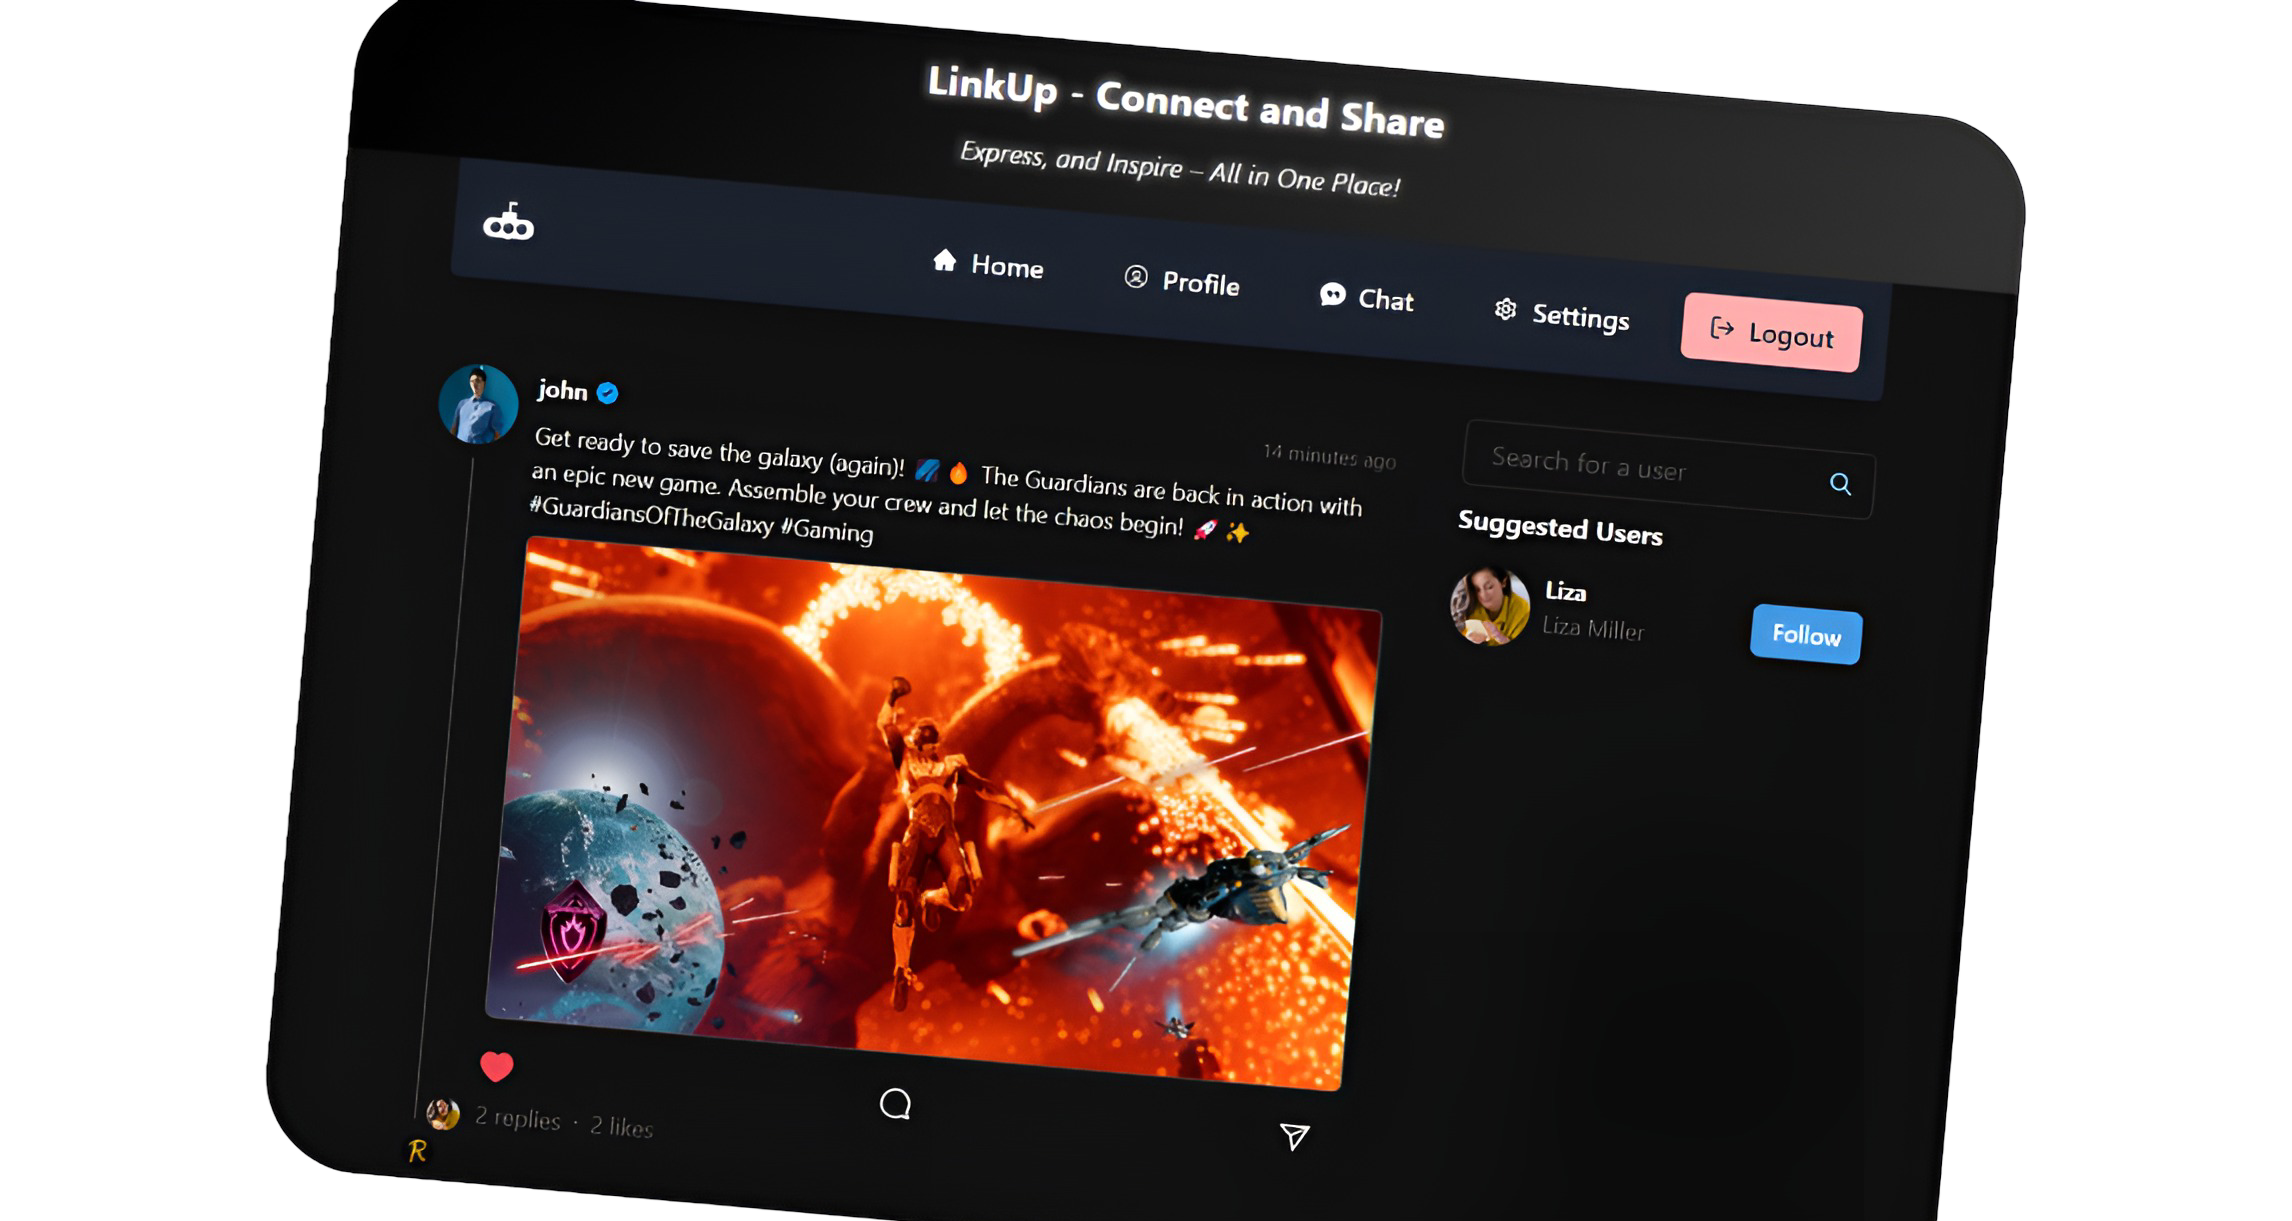 LinkUp - Connect and Share
Express, and Inspire – All in One Place!
Home
Profile
Chat
Settings
Logout
john
14 minutes ago
Get ready to save the galaxy (again)! 🌌 🔥 The Guardians are back in action with
an epic new game. Assemble your crew and let the chaos begin! 🚀 ✨
#GuardiansOfTheGalaxy #Gaming
Search for a user
Suggested Users
Liza
Liza Miller
Follow
2 replies · 2 likes
R